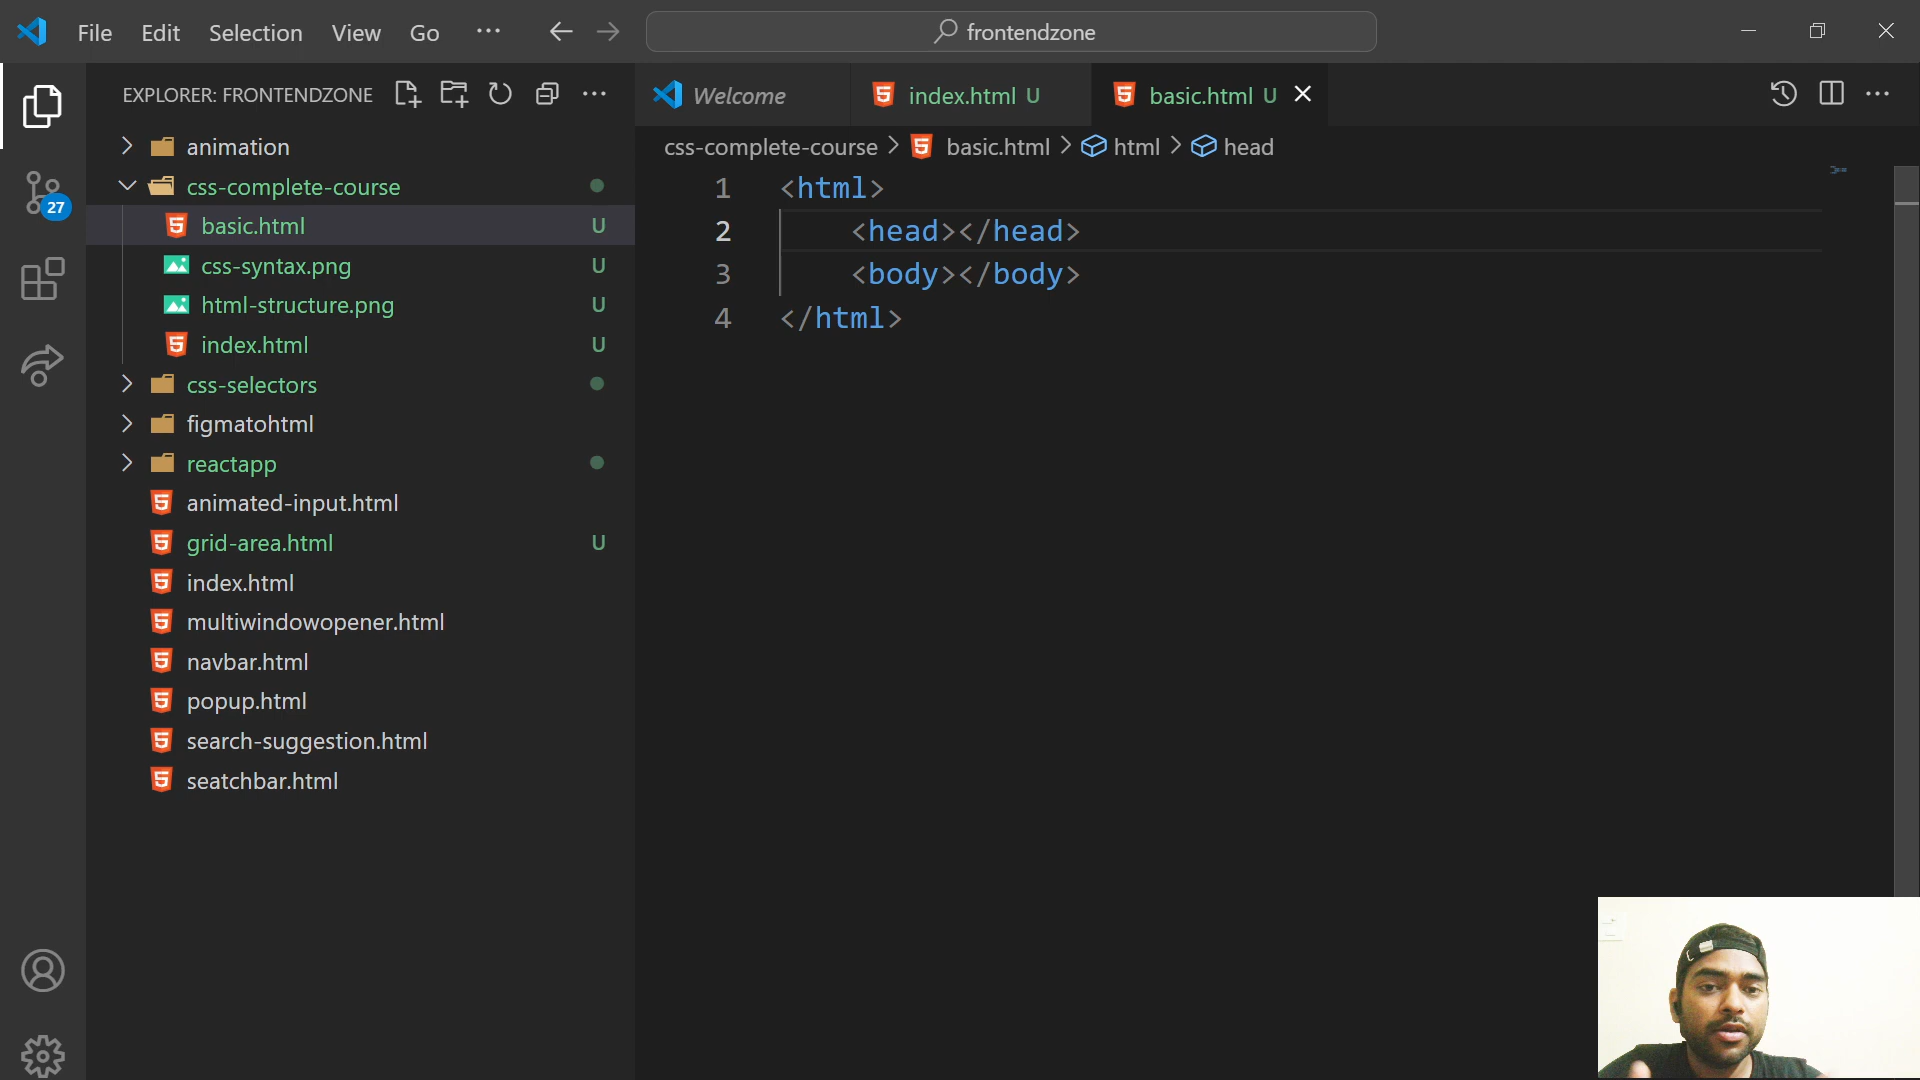 File Edit Selection View Go
frontendzone
EXPLORER: FRONTENDZONE
animation
css-complete-course
basic.html U
css-syntax.png U
html-structure.png U
index.html U
css-selectors
figmatohtml
reactapp
animated-input.html
grid-area.html U
index.html
multiwindowopener.html
navbar.html
popup.html
search-suggestion.html
seatchbar.html
27
Welcome
index.html U
basic.html U
css-complete-course > basic.html > html > head
1 <html>
2 <head></head>
3 <body></body>
4 </html>